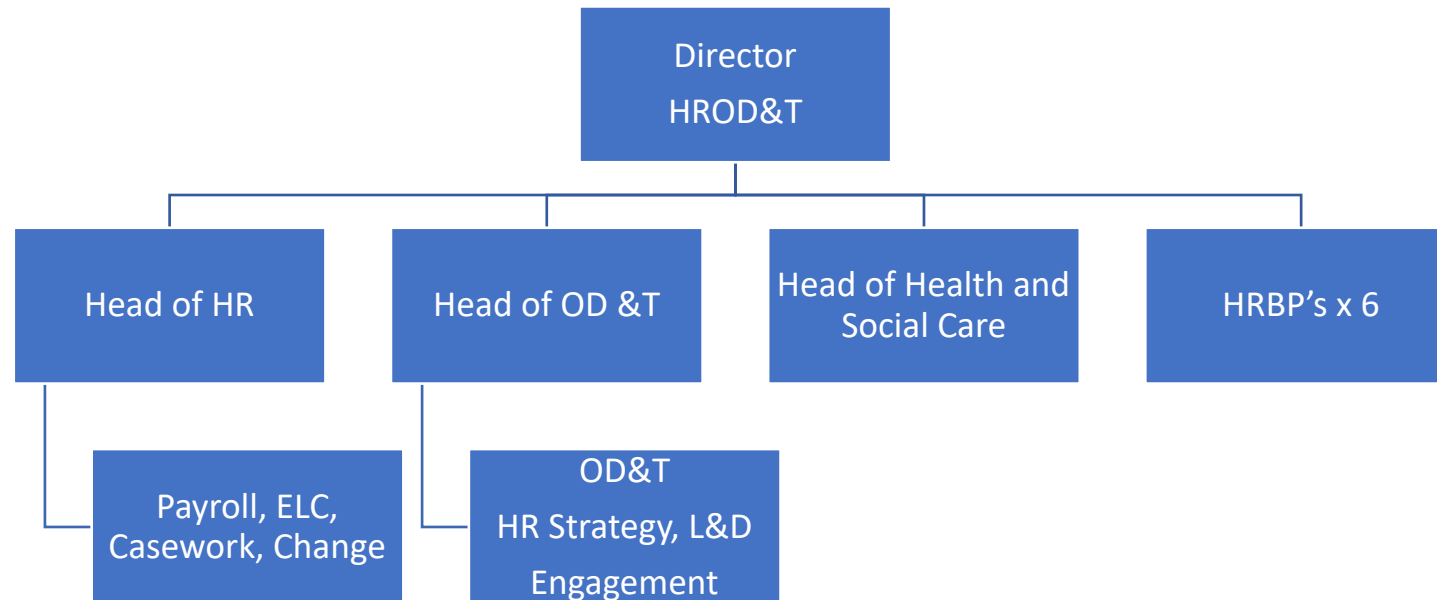 Director
HROD&T
Head of HR
Head of OD &T
Head of Health and
Social Care
HRBP’s x 6
Payroll, ELC,
Casework, Change
OD&T
HR Strategy, L&D
Engagement